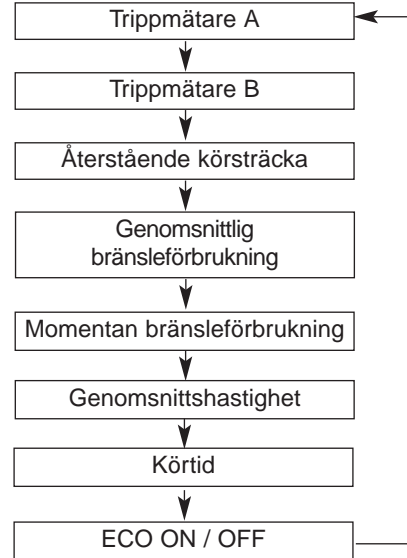 Trippmätare A
Trippmätare B
Återstående körsträcka
Genomsnittlig
bränsleförbrukning
Momentan bränsleförbrukning
Genomsnittshastighet
Körtid
ECO ON / OFF